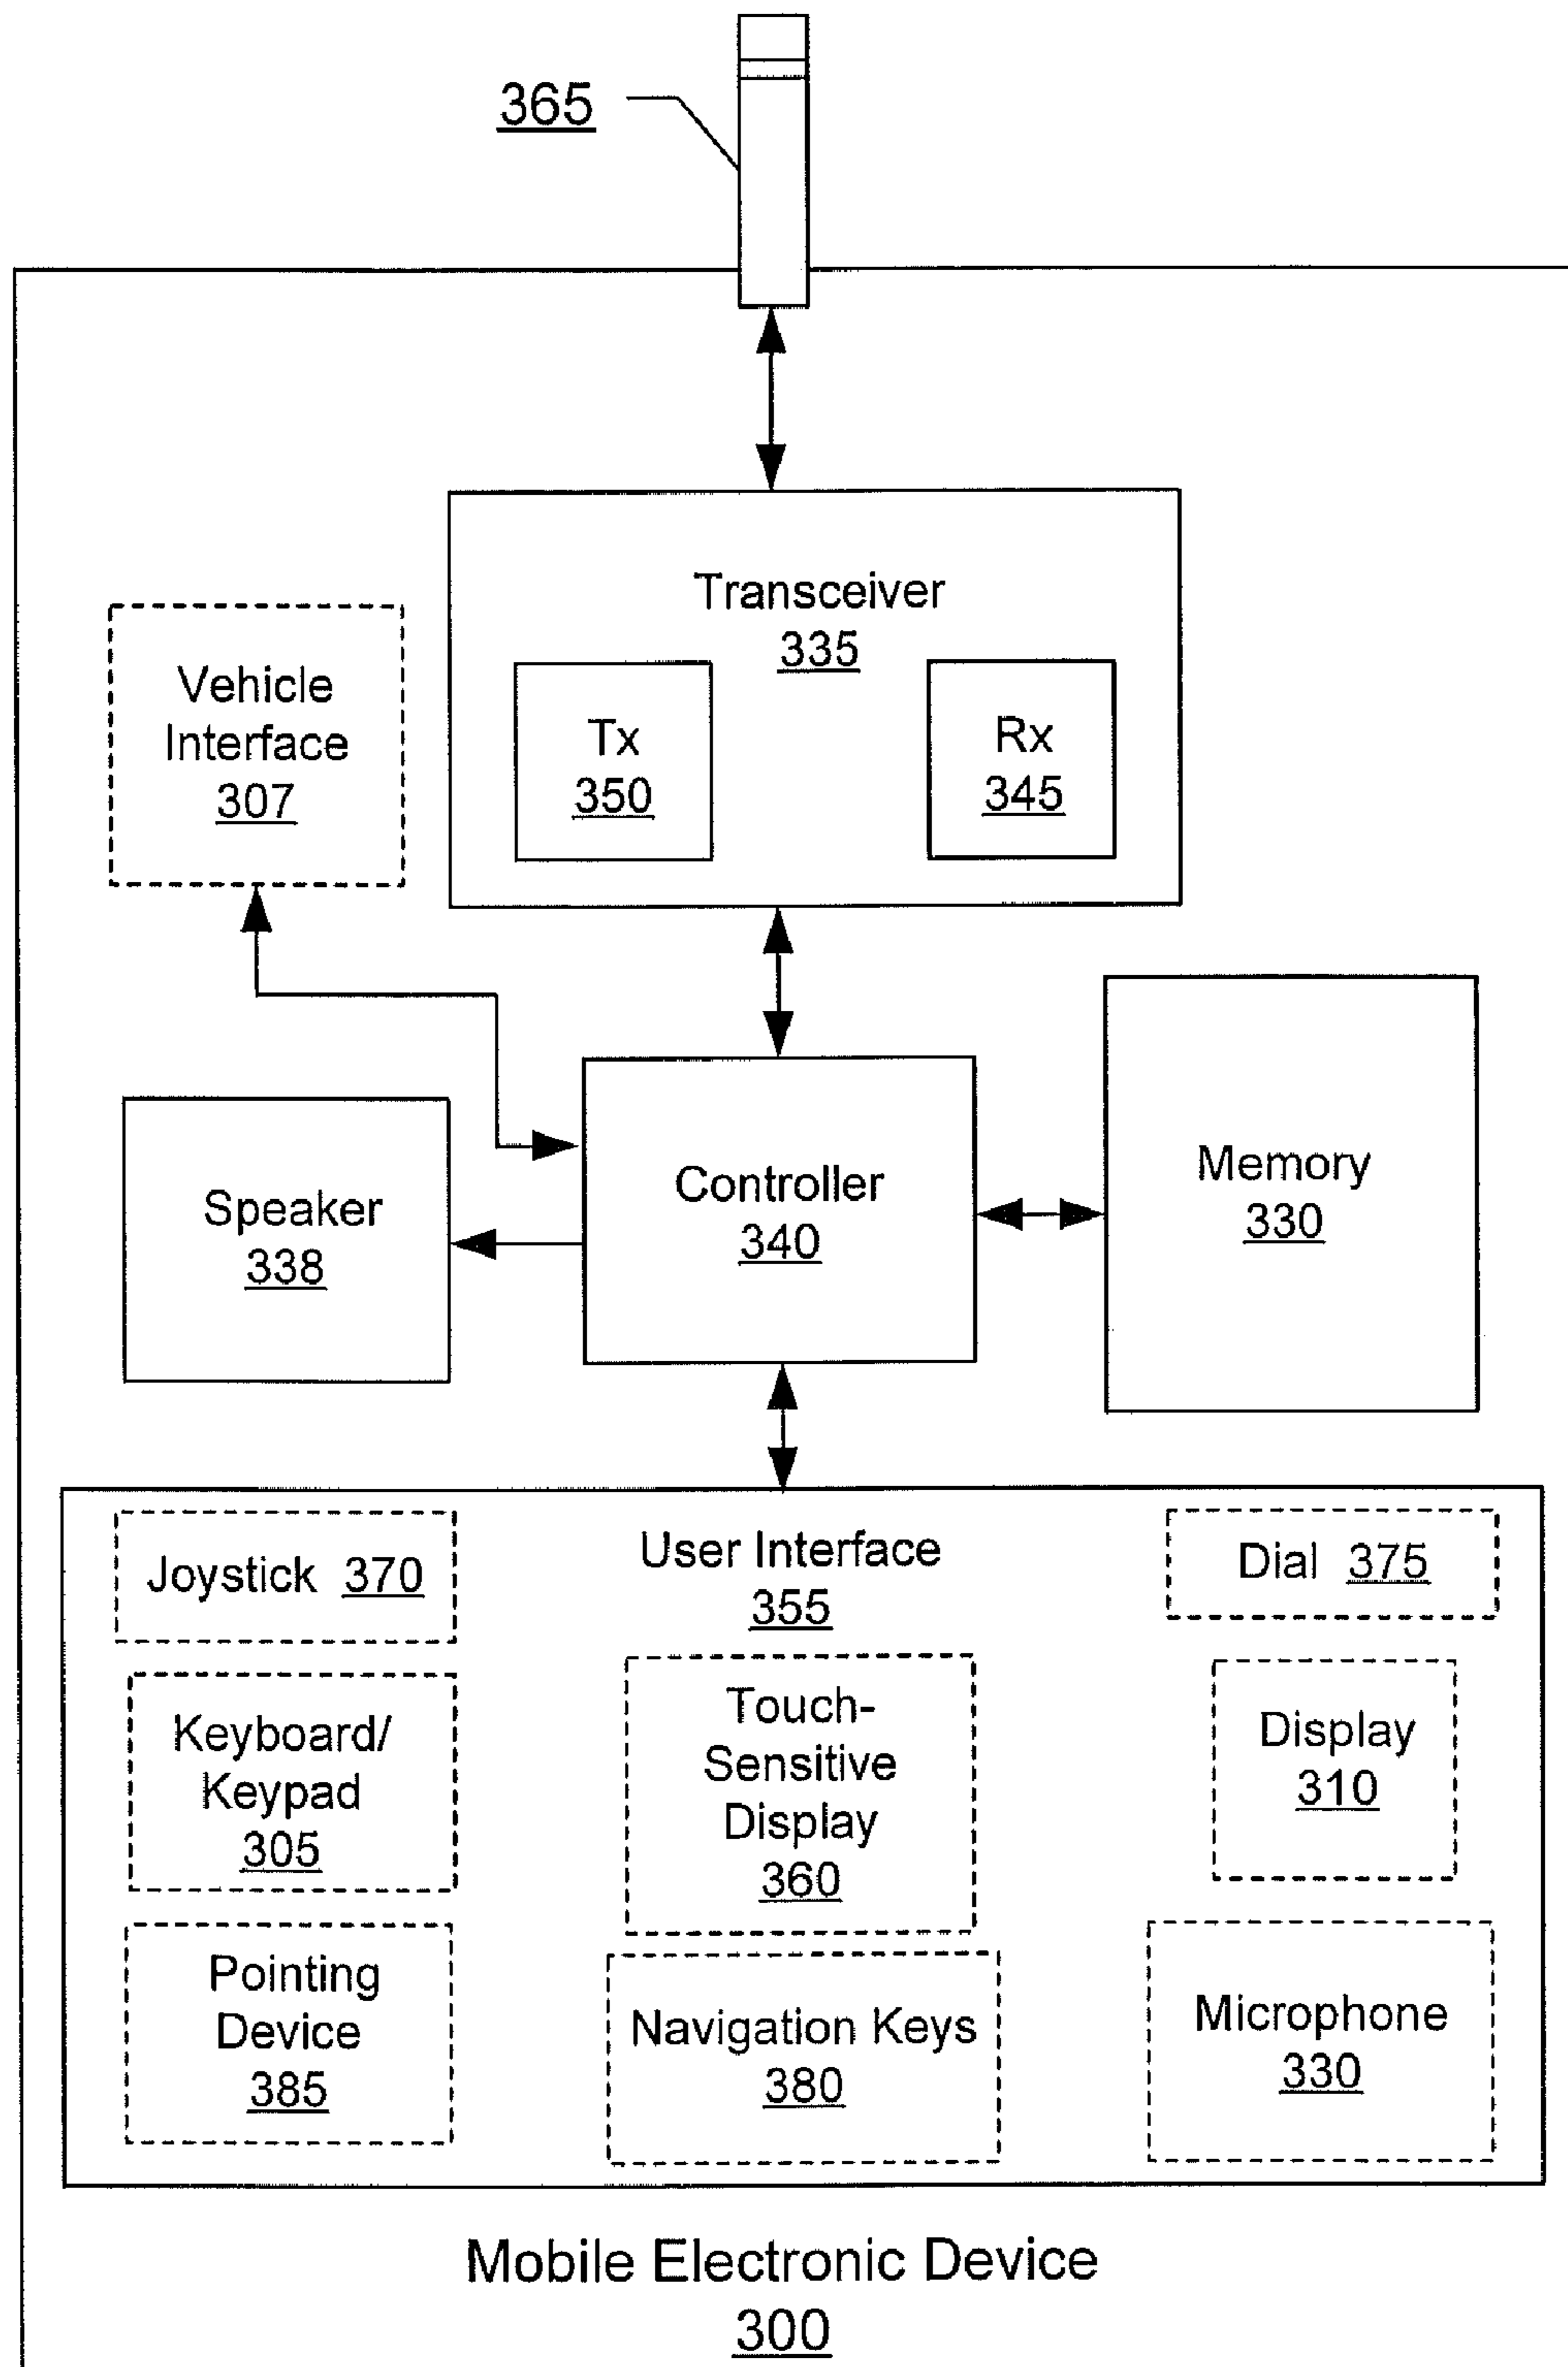 365
Transceiver
335
Vehicle
Interface
307
Tx
350
Rx
345
Controller
340
Memory
330
Speaker
338
User Interface
355
Joystick 370
Dial 375
Keyboard/
Keypad
305
Touch-
Sensitive
Display
360
Display
310
Pointing
Device
385
Navigation Keys
380
Microphone
330
Mobile Electronic Device
300